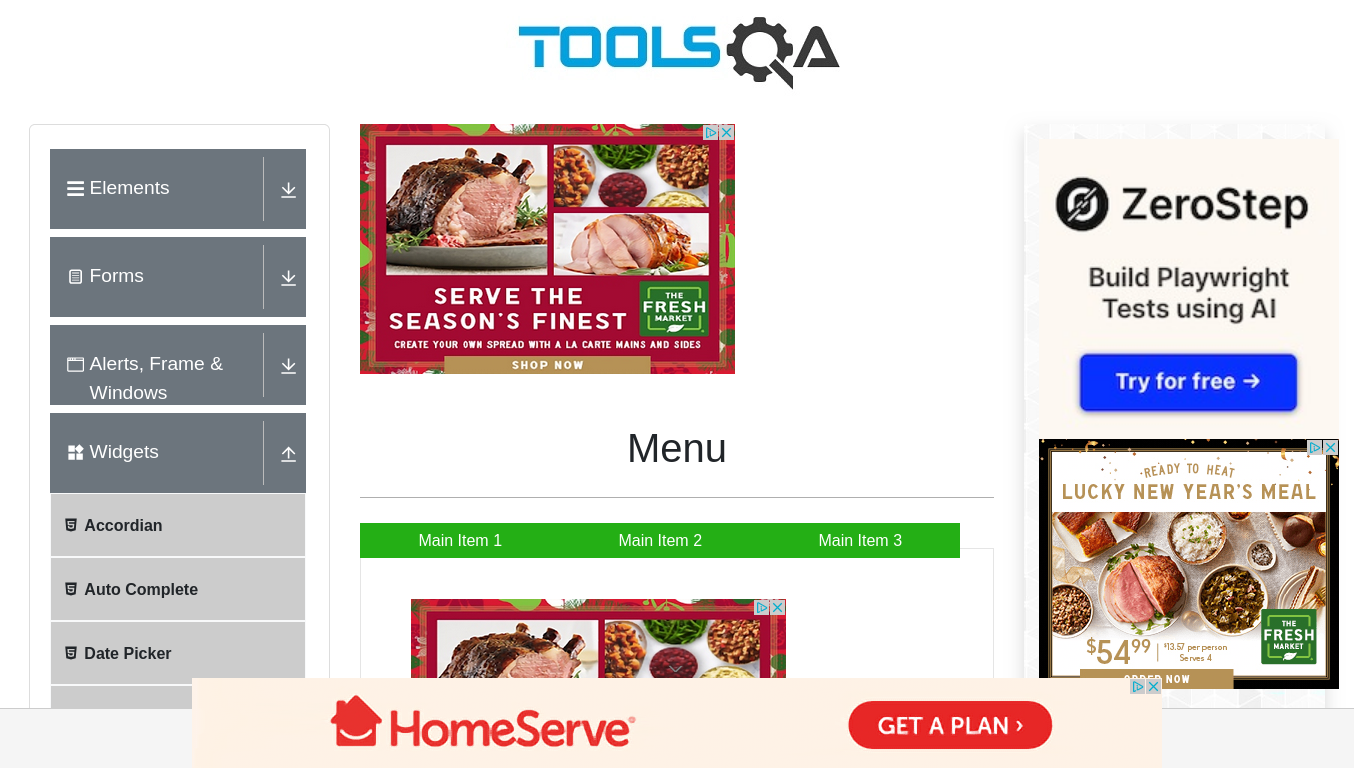 TOOLSQA
Elements
Forms
Alerts, Frame &
Windows
Widgets
Accordian
Auto Complete
Date Picker
SERVE THE
SEASON'S FINEST
THE
FRESH
MARKET
CREATE YOUR OWN SPREAD WITH A LA CARTE MAINS AND SIDES
SHOP NOW
Menu
Main Item 1
Main Item 2
Main Item 3
ZeroStep
Build Playwright
Tests using AI
Try for free →
READY TO HEAT
LUCKY NEW YEAR'S MEAL
$54.99
$13.57 per person
Serves 4
THE
FRESH
MARKET
ORDER NOW
HomeServe
GET A PLAN ›